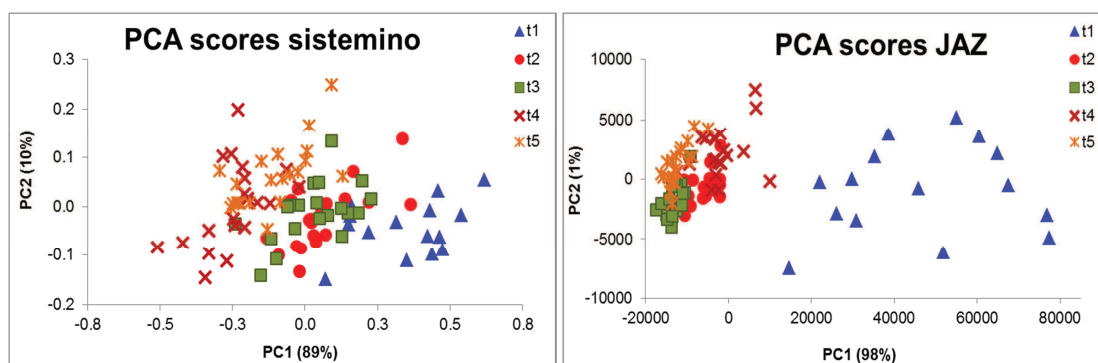 PCA scores sistemino
t1
t2
t3
t4
t5
0.3
0.2
0.1
0.0
-0.1
-0.2
PC2 (10%)
-0.8
-0.5
-0.3
0.0
0.3
0.5
0.8
PC1 (89%)
PCA scores JAZ
t1
t2
t3
t4
t5
10000
5000
0
-5000
-10000
PC2 (1%)
-20000
0
20000
40000
60000
80000
PC1 (98%)